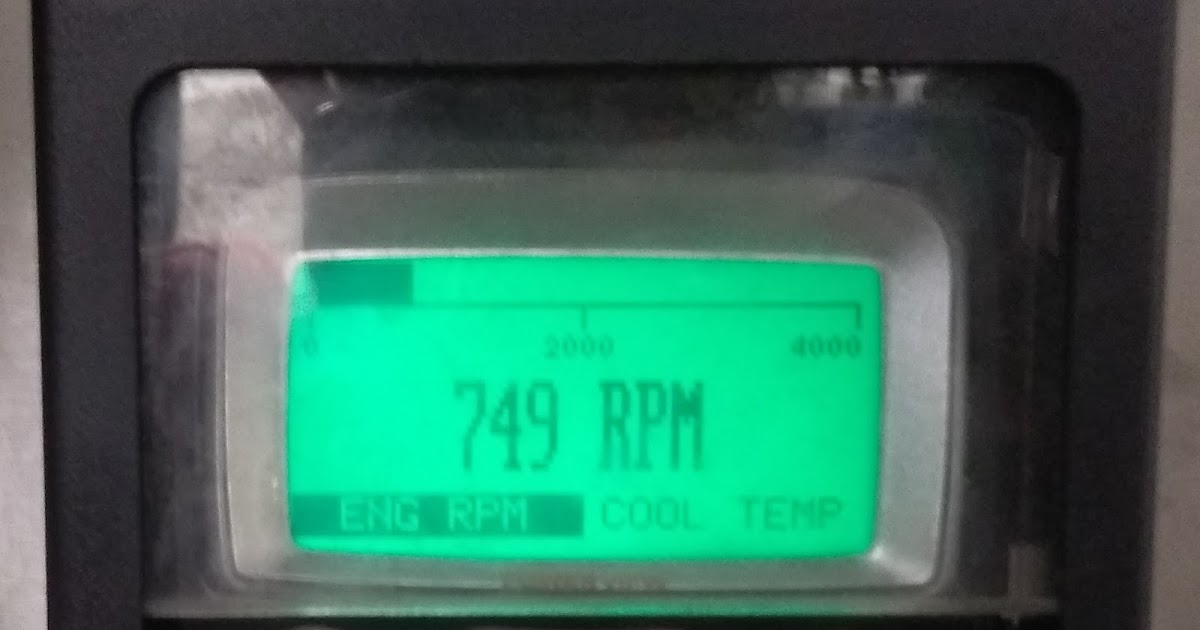 0 2000 4000
749 RPM
ENG RPM COOL TEMP